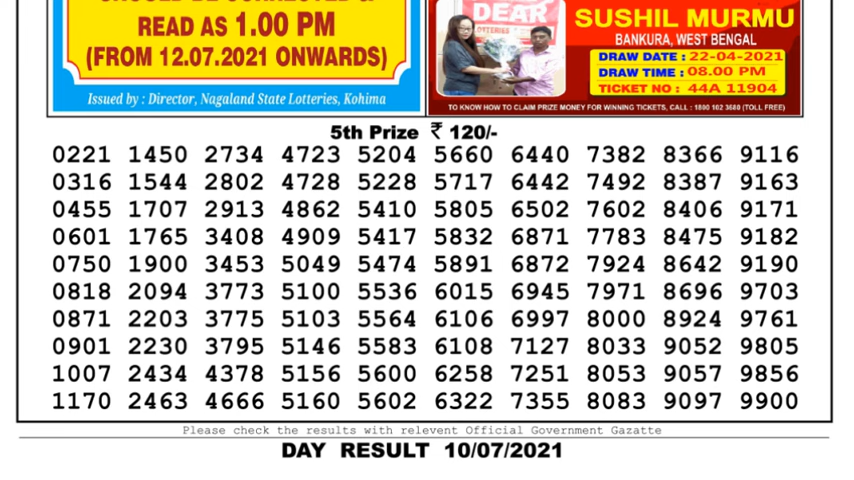 SHOULD BE CORRECTED &
READ AS 1.00 PM
(FROM 12.07.2021 ONWARDS)
Issued by : Director, Nagaland State Lotteries, Kohima
DEAR
LOTTERIES
SUSHIL MURMU
BANKURA, WEST BENGAL
DRAW DATE : 22-04-2021
DRAW TIME : 08.00 PM
TICKET NO : 44A 11904
TO KNOW HOW TO CLAIM PRIZE MONEY FOR WINNING TICKETS, CALL : 1800 102 3580 (TOLL FREE)
5th Prize ₹ 120/-
0221 1450 2734 4723 5204 5660 6440 7382 8366 9116
0316 1544 2802 4728 5228 5717 6442 7492 8387 9163
0455 1707 2913 4862 5410 5805 6502 7602 8406 9171
0601 1765 3408 4909 5417 5832 6871 7783 8475 9182
0750 1900 3453 5049 5474 5891 6872 7924 8642 9190
0818 2094 3773 5100 5536 6015 6945 7971 8696 9703
0871 2203 3775 5103 5564 6106 6997 8000 8924 9761
0901 2230 3795 5146 5583 6108 7127 8033 9052 9805
1007 2434 4378 5156 5600 6258 7251 8053 9057 9856
1170 2463 4666 5160 5602 6322 7355 8083 9097 9900
Please check the results with relevent Official Government Gazatte
DAY RESULT 10/07/2021